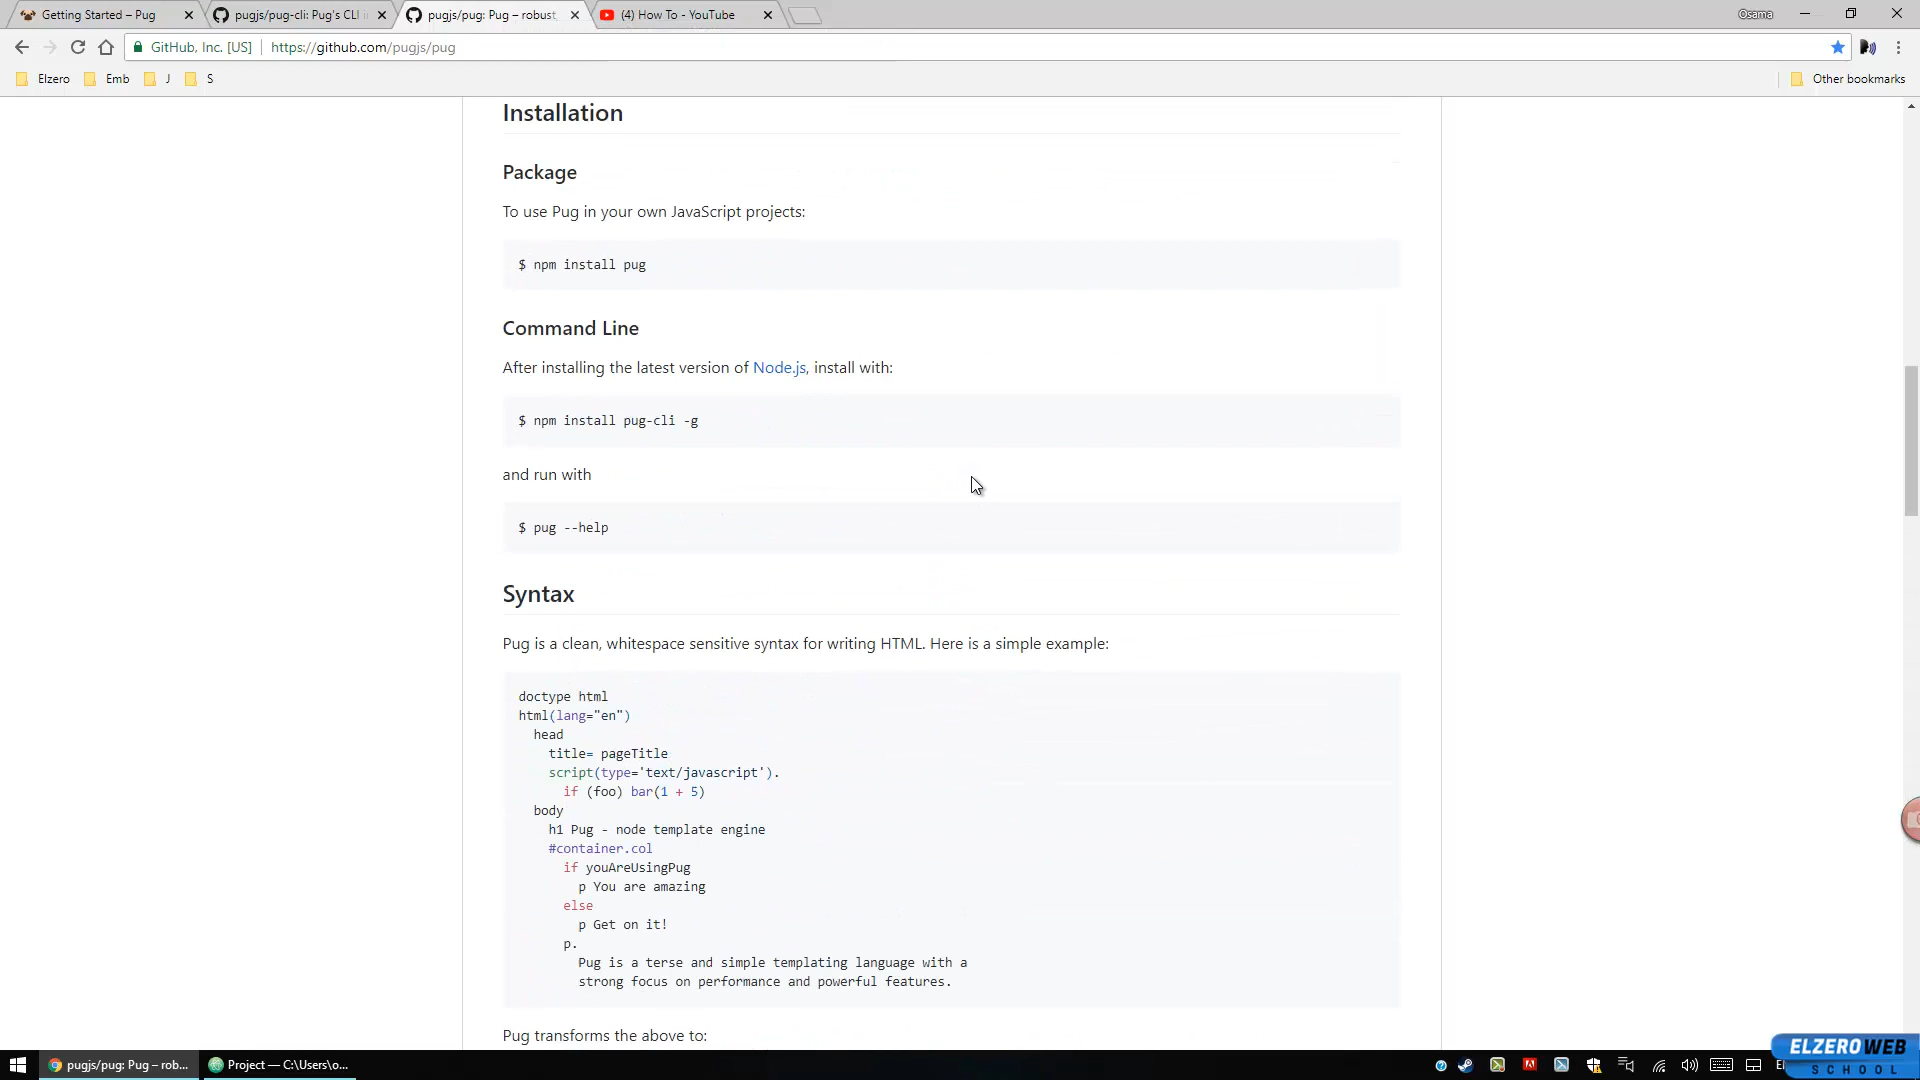 Getting Started – Pug
pugjs/pug-cli: Pug's CLI i
pugjs/pug: Pug – robust
(4) How To - YouTube
Osama
GitHub, Inc. [US]
https://github.com/pugjs/pug
Elzero
Emb
J
S
Other bookmarks
Installation
Package
To use Pug in your own JavaScript projects:
$ npm install pug
Command Line
After installing the latest version of Node.js, install with:
$ npm install pug-cli -g
and run with
$ pug --help
Syntax
Pug is a clean, whitespace sensitive syntax for writing HTML. Here is a simple example:
doctype html
html(lang="en")
head
title= pageTitle
script(type='text/javascript').
if (foo) bar(1 + 5)
body
h1 Pug - node template engine
#container.col
if youAreUsingPug
p You are amazing
else
p Get on it!
p.
Pug is a terse and simple templating language with a
strong focus on performance and powerful features.
Pug transforms the above to:
pugjs/pug: Pug – rob...
Project — C:\Users\o...
ELZEROWEB
SCHOOL